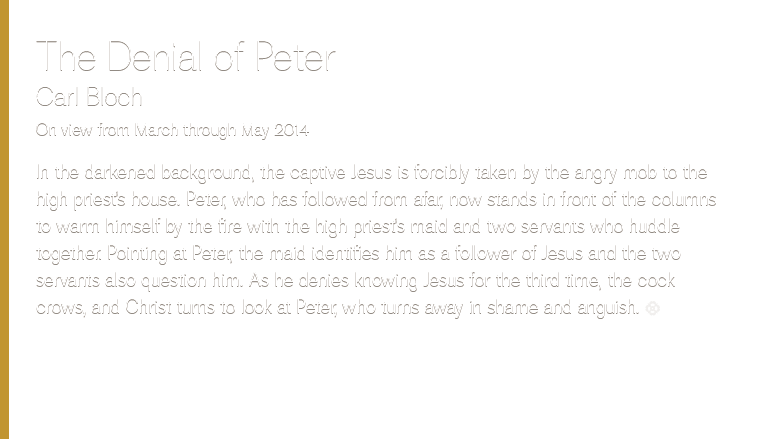 The Denial of Peter
Carl Bloch
On view from March through May 2014
In the darkened background, the captive Jesus is forcibly taken by the angry mob to the
high priest's house. Peter, who has followed from afar, now stands in front of the columns
to warm himself by the fire with the high priest's maid and two servants who huddle
together. Pointing at Peter, the maid identifies him as a follower of Jesus and the two
servants also question him. As he denies knowing Jesus for the third time, the cock
crows, and Christ turns to look at Peter, who turns away in shame and anguish.